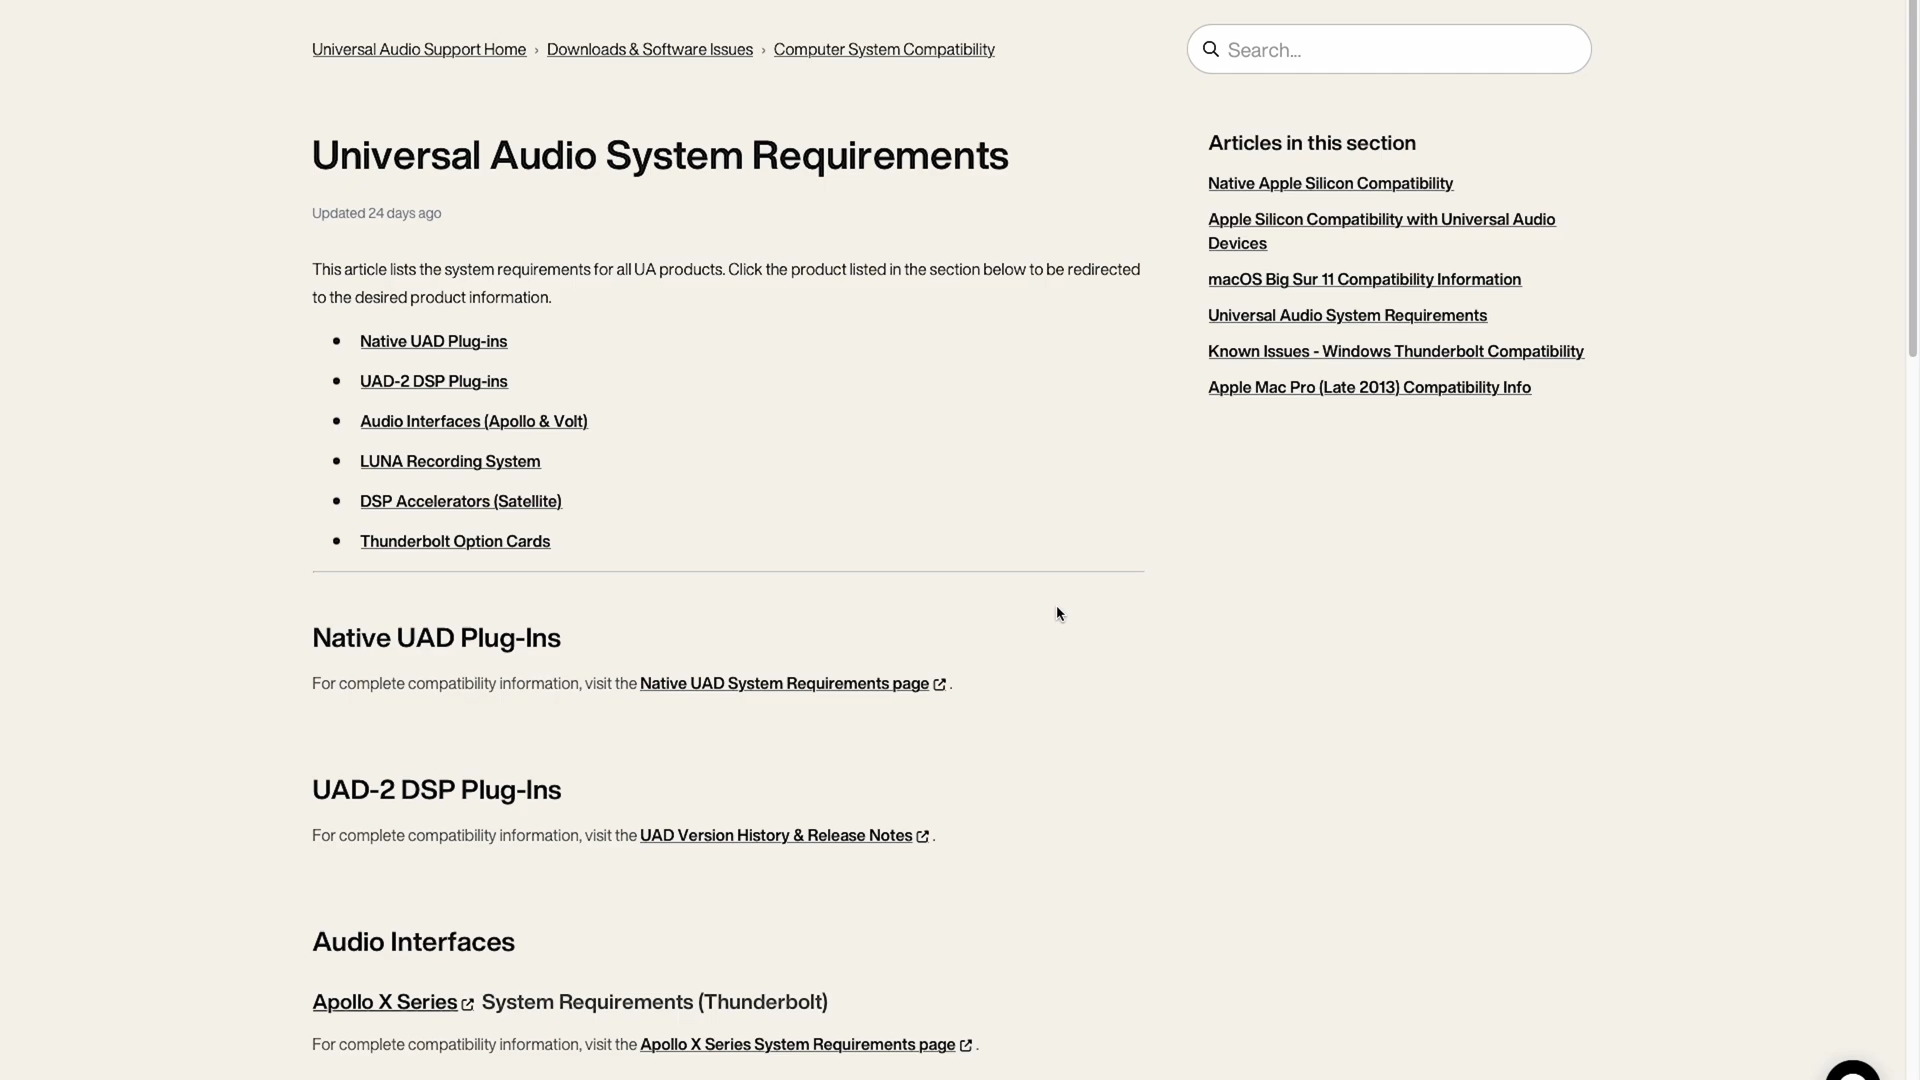 Universal Audio Support Home › Downloads & Software Issues › Computer System Compatibility
Search...
Universal Audio System Requirements
Updated 24 days ago
This article lists the system requirements for all UA products. Click the product listed in the section below to be redirected
to the desired product information.
Native UAD Plug-ins
UAD-2 DSP Plug-ins
Audio Interfaces (Apollo & Volt)
LUNA Recording System
DSP Accelerators (Satellite)
Thunderbolt Option Cards
Native UAD Plug-Ins
For complete compatibility information, visit the Native UAD System Requirements page .
UAD-2 DSP Plug-Ins
For complete compatibility information, visit the UAD Version History & Release Notes .
Audio Interfaces
Apollo X Series System Requirements (Thunderbolt)
For complete compatibility information, visit the Apollo X Series System Requirements page .
Articles in this section
Native Apple Silicon Compatibility
Apple Silicon Compatibility with Universal Audio
Devices
macOS Big Sur 11 Compatibility Information
Universal Audio System Requirements
Known Issues - Windows Thunderbolt Compatibility
Apple Mac Pro (Late 2013) Compatibility Info